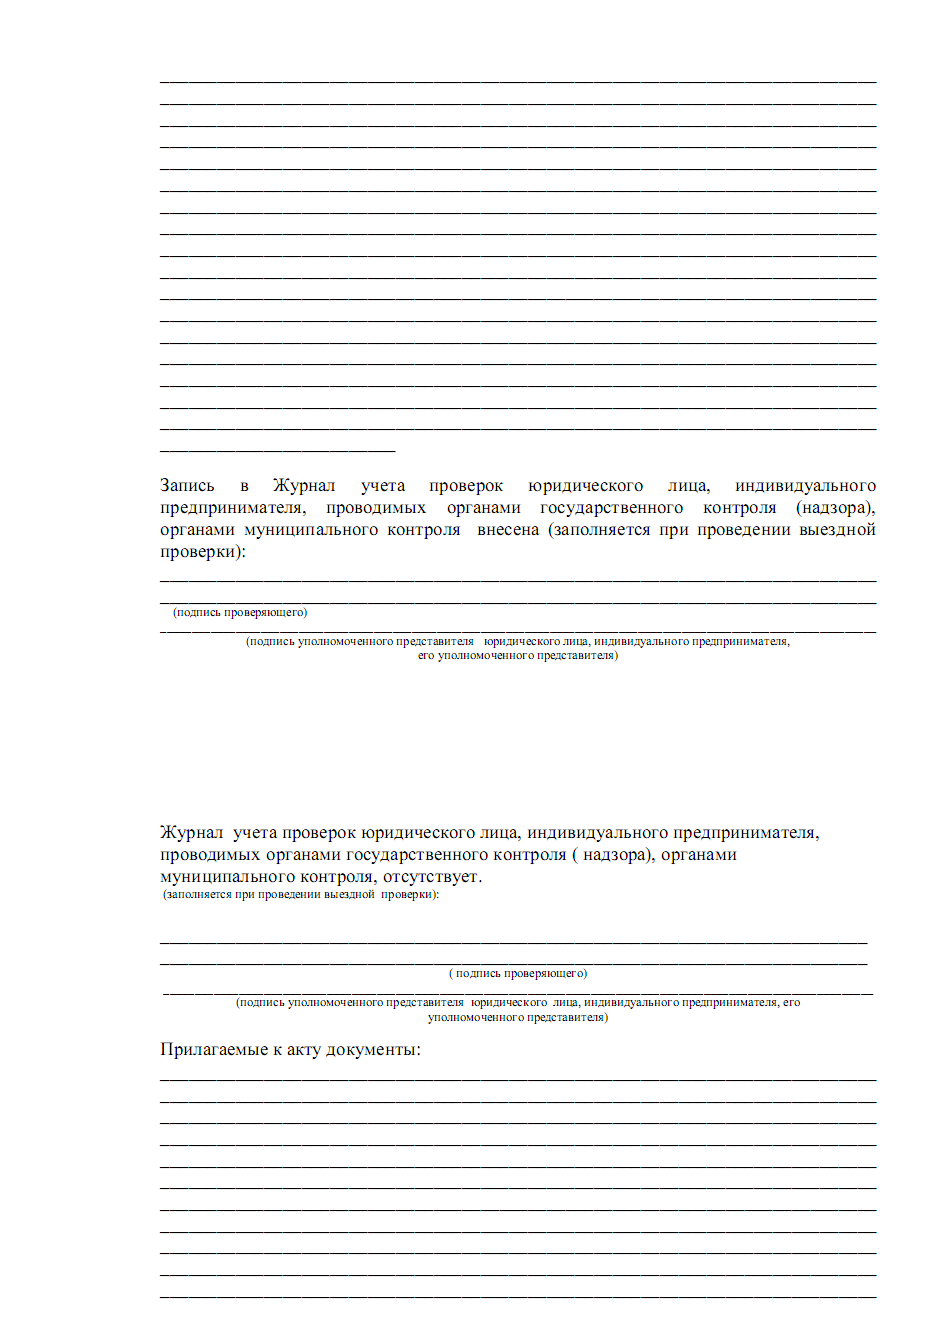 Запись в Журнал учета проверок юридического лица, индивидуального
предпринимателя, проводимых органами государственного контроля (надзора),
органами муниципального контроля внесена (заполняется при проведении выездной
проверки):
(подпись проверяющего)
(подпись уполномоченного представителя юридического лица, индивидуального предпринимателя,
его уполномоченного представителя)
Журнал учета проверок юридического лица, индивидуального предпринимателя,
проводимых органами государственного контроля ( надзора), органами
муниципального контроля, отсутствует.
(заполняется при проведении выездной проверки):
( подпись проверяющего)
(подпись уполномоченного представителя юридического лица, индивидуального предпринимателя, его
уполномоченного представителя)
Прилагаемые к акту документы: